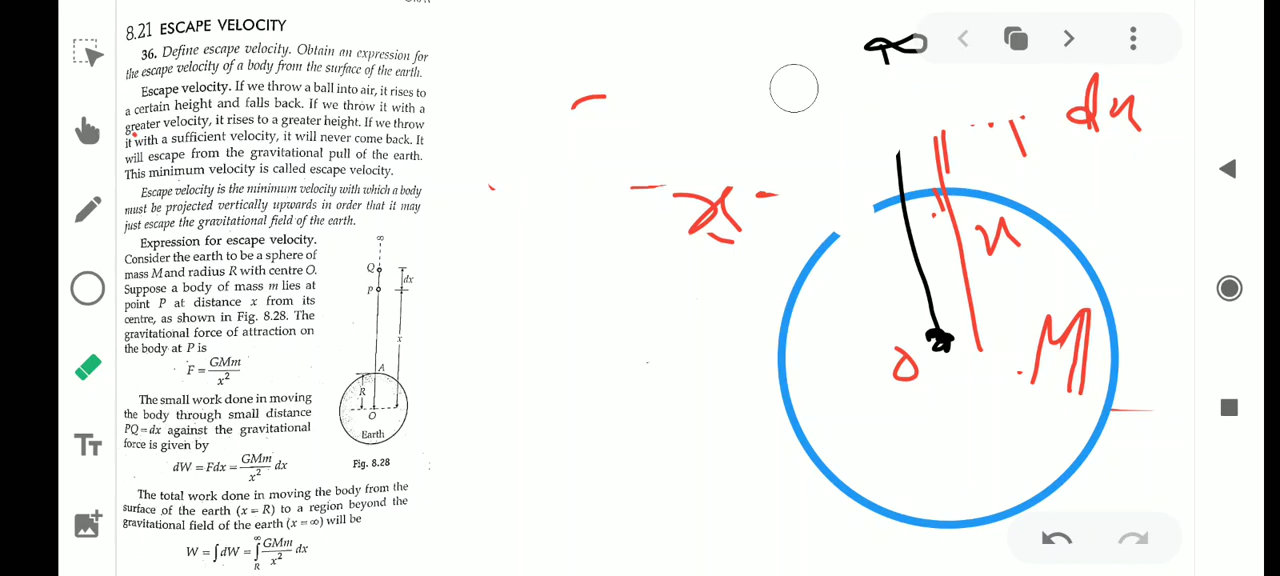 8.21 ESCAPE VELOCITY
36. Define escape velocity. Obtain an expression for
the escape velocity of a body from the surface of the earth.
Escape velocity. If we throw a ball into air, it rises to
a certain height and falls back. If we throw it with a
greater velocity, it rises to a greater height. If we throw
it with a sufficient velocity, it will never come back. It
will escape from the gravitational pull of the earth.
This minimum velocity is called escape velocity.
Escape velocity is the minimum velocity with which a body
must be projected vertically upwards in order that it may
just escape the gravitational field of the earth.
Expression for escape velocity.
Consider the earth to be a sphere of
mass M and radius R with centre O.
Suppose a body of mass m lies at
point P at distance x from its
centre, as shown in Fig. 8.28. The
gravitational force of attraction on
the body at P is
F = GMm / x²
The small work done in moving
the body through small distance
PQ = dx against the gravitational
force is given by
dW = Fdx = GMm / x² dx
The total work done in moving the body from the
surface of the earth (x = R) to a region beyond the
gravitational field of the earth (x = ∞) will be
W = ∫dW = ∫_R^∞ GMm / x² dx
∞
Q
dx
P
x
A
R
O
Earth
Fig. 8.28
Tт
x
∞
dx
x
O
M